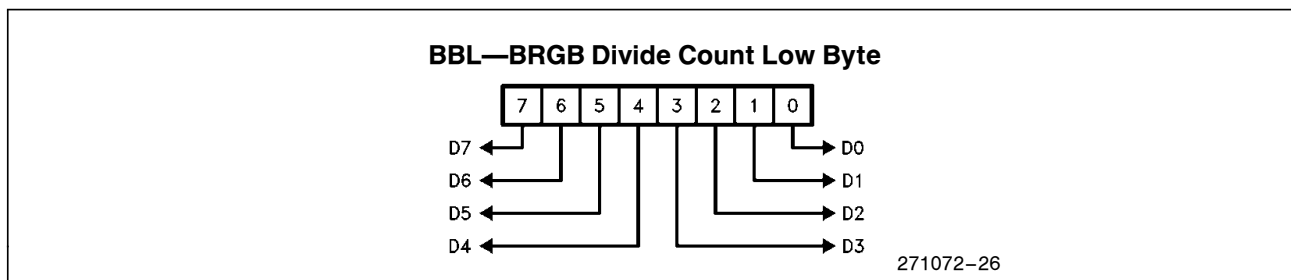 BBL—BRGB Divide Count Low Byte
7 6 5 4 3 2 1 0
D7 D0
D6 D1
D5 D2
D4 D3
271072–26